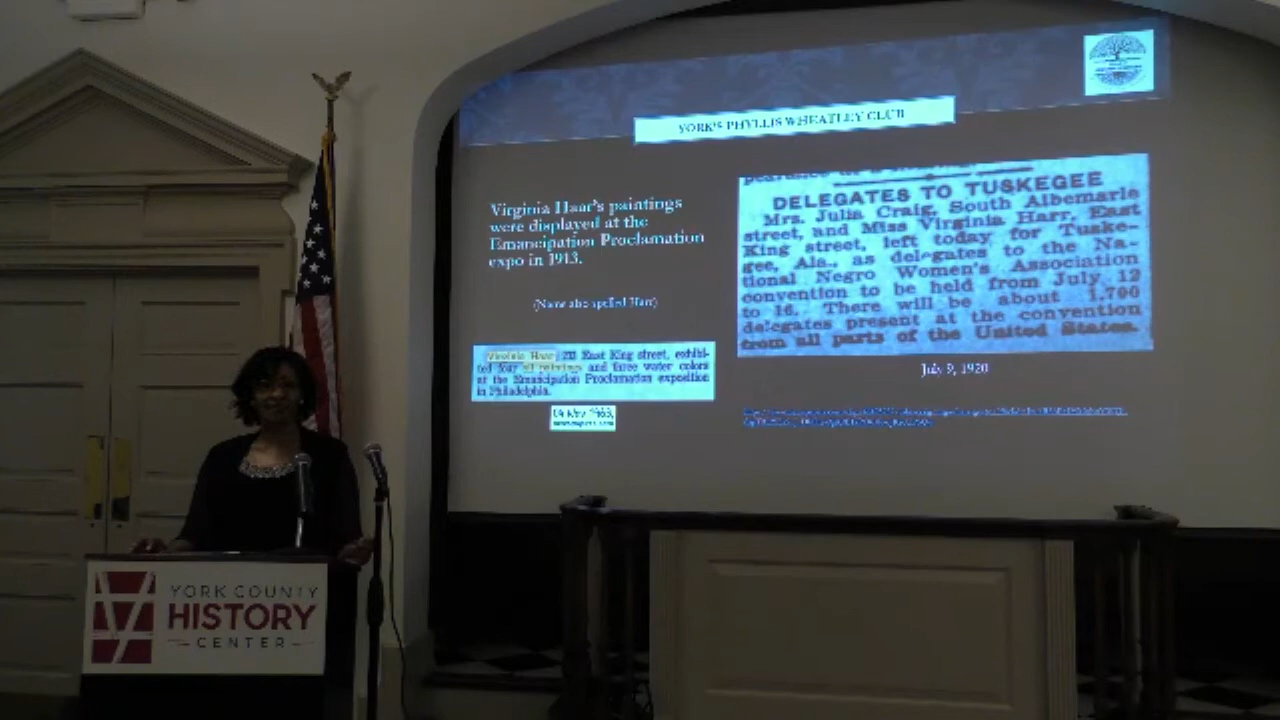 YORK'S PHYLLIS WHEATLEY CLUB
Virginia Haar's paintings
were displayed at the
Emancipation Proclamation
expo in 1913.
(Name also spelled Harr)
Virginia Haar, East King street, exhibi-
ted four oil paintings and three water colors
at the Emancipation Proclamation exposition
in Philadelphia.
DELEGATES TO TUSKEGEE
Mrs. Julia Craig, South Albemarle
street, and Miss Virginia Harr, East
King street, left today for Tuske-
gee, Ala., as delegates to the Na-
tional Negro Women's Association
convention to be held from July 12
to 16. There will be about 1,700
delegates present at the convention
from all parts of the United States.
July 9, 1920
YORK COUNTY
HISTORY
CENTER